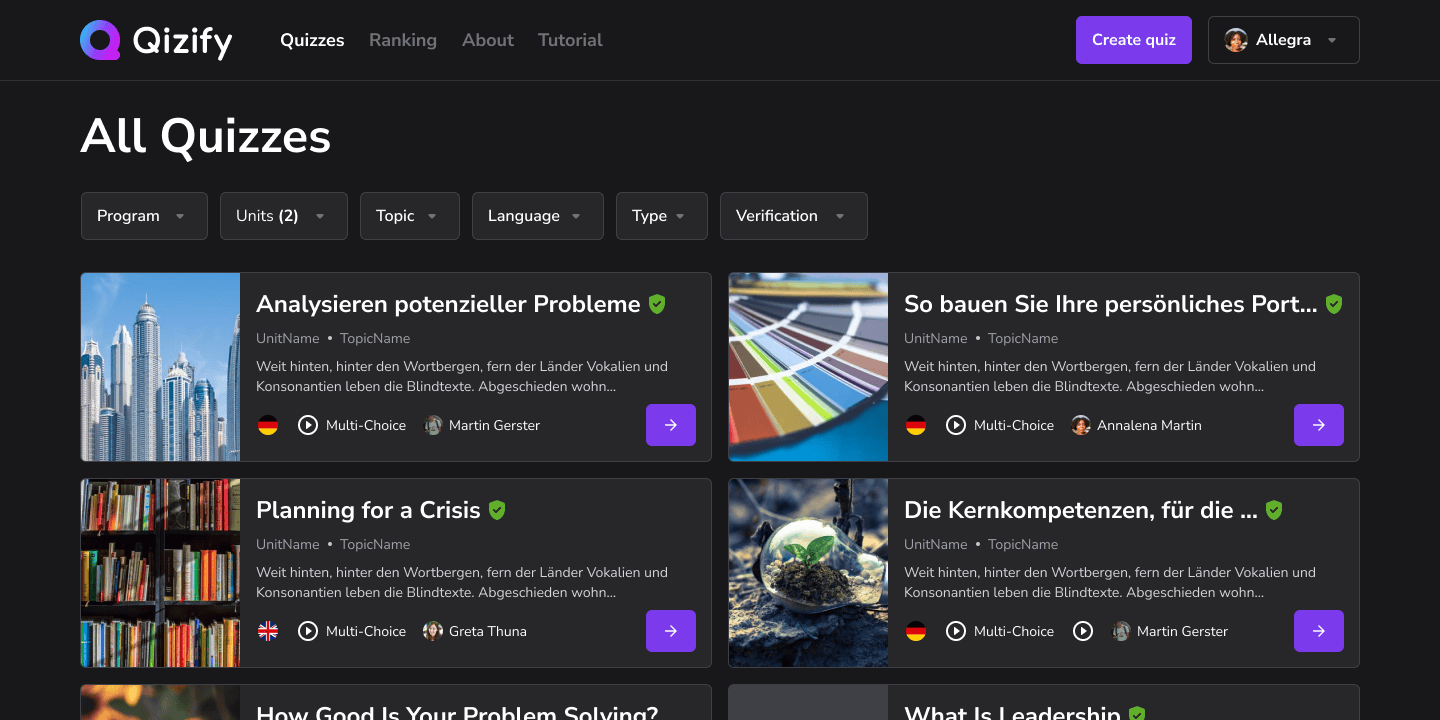 Qizify
Quizzes
Ranking
About
Tutorial
Create quiz
Allegra
All Quizzes
Program
Units (2)
Topic
Language
Type
Verification
Analysieren potenzieller Probleme
UnitName • TopicName
Weit hinten, hinter den Wortbergen, fern der Länder Vokalien und
Konsonantien leben die Blindtexte. Abgeschieden wohn...
Multi-Choice
Martin Gerster
So bauen Sie Ihre persönliches Port...
UnitName • TopicName
Weit hinten, hinter den Wortbergen, fern der Länder Vokalien und
Konsonantien leben die Blindtexte. Abgeschieden wohn...
Multi-Choice
Annalena Martin
Planning for a Crisis
UnitName • TopicName
Weit hinten, hinter den Wortbergen, fern der Länder Vokalien und
Konsonantien leben die Blindtexte. Abgeschieden wohn...
Multi-Choice
Greta Thuna
Die Kernkompetenzen, für die ...
UnitName • TopicName
Weit hinten, hinter den Wortbergen, fern der Länder Vokalien und
Konsonantien leben die Blindtexte. Abgeschieden wohn...
Multi-Choice
Martin Gerster
How Good Is Your Problem Solving?
What Is Leadership